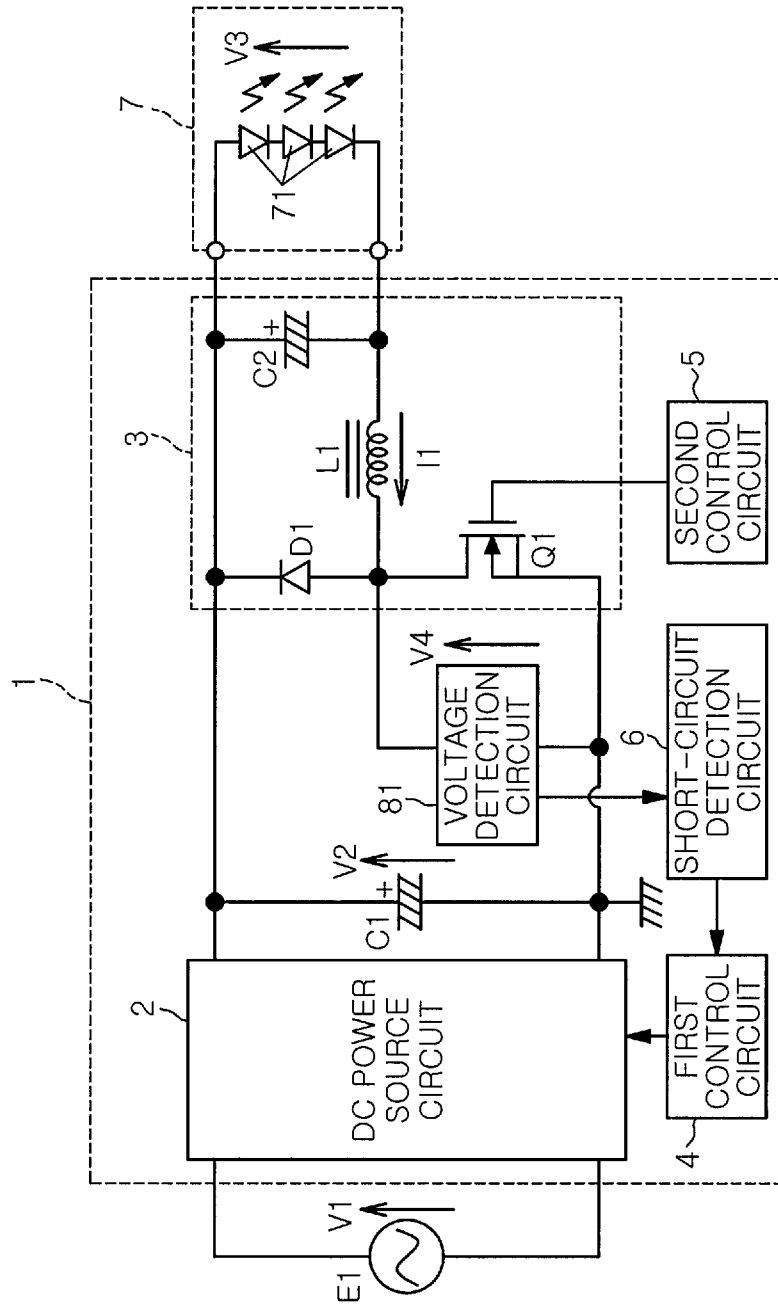 1
2
DC POWER
SOURCE
CIRCUIT
E1
V1
C1
+
V2
81
VOLTAGE
DETECTION
CIRCUIT
V4
3
D1
L1
I1
Q1
C2
+
7
71
V3
4
FIRST
CONTROL
CIRCUIT
6
SHORT-CIRCUIT
DETECTION
CIRCUIT
5
SECOND
CONTROL
CIRCUIT